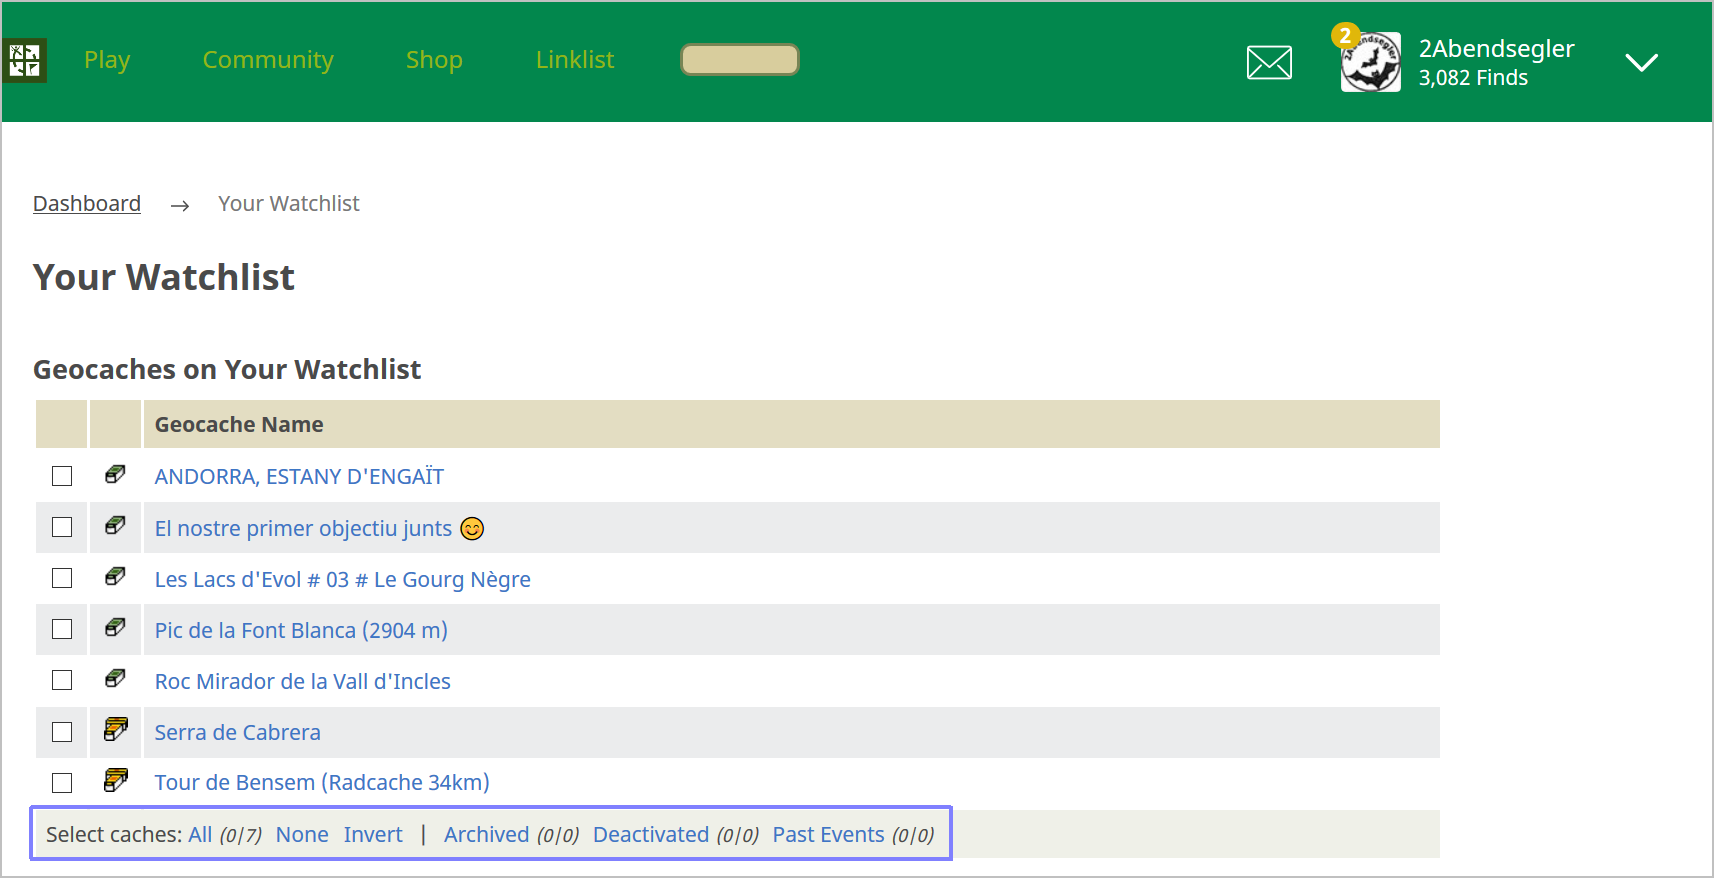 Play Community Shop Linklist
2
2Abendsegler
3,082 Finds
Dashboard → Your Watchlist
Your Watchlist
Geocaches on Your Watchlist
Geocache Name
ANDORRA, ESTANY D'ENGAÏT
El nostre primer objectiu junts 😊
Les Lacs d'Evol # 03 # Le Gourg Nègre
Pic de la Font Blanca (2904 m)
Roc Mirador de la Vall d'Incles
Serra de Cabrera
Tour de Bensem (Radcache 34km)
Select caches: All (0|7) None Invert | Archived (0|0) Deactivated (0|0) Past Events (0|0)